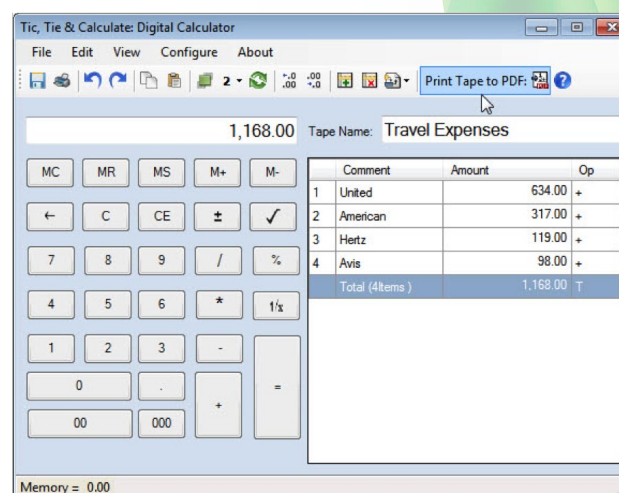 Tic, Tie & Calculate: Digital Calculator
File Edit View Configure About
2 Print Tape to PDF:
1,168.00 Tape Name: Travel Expenses
MC MR MS M+ M- Comment Amount Op
1 United 634.00 +
← C CE ± √ 2 American 317.00 +
3 Hertz 119.00 +
7 8 9 / % 4 Avis 98.00 +
Total (4Items ) 1,168.00 T
4 5 6 * 1/x
1 2 3 -
0 . + =
00 000
Memory = 0.00